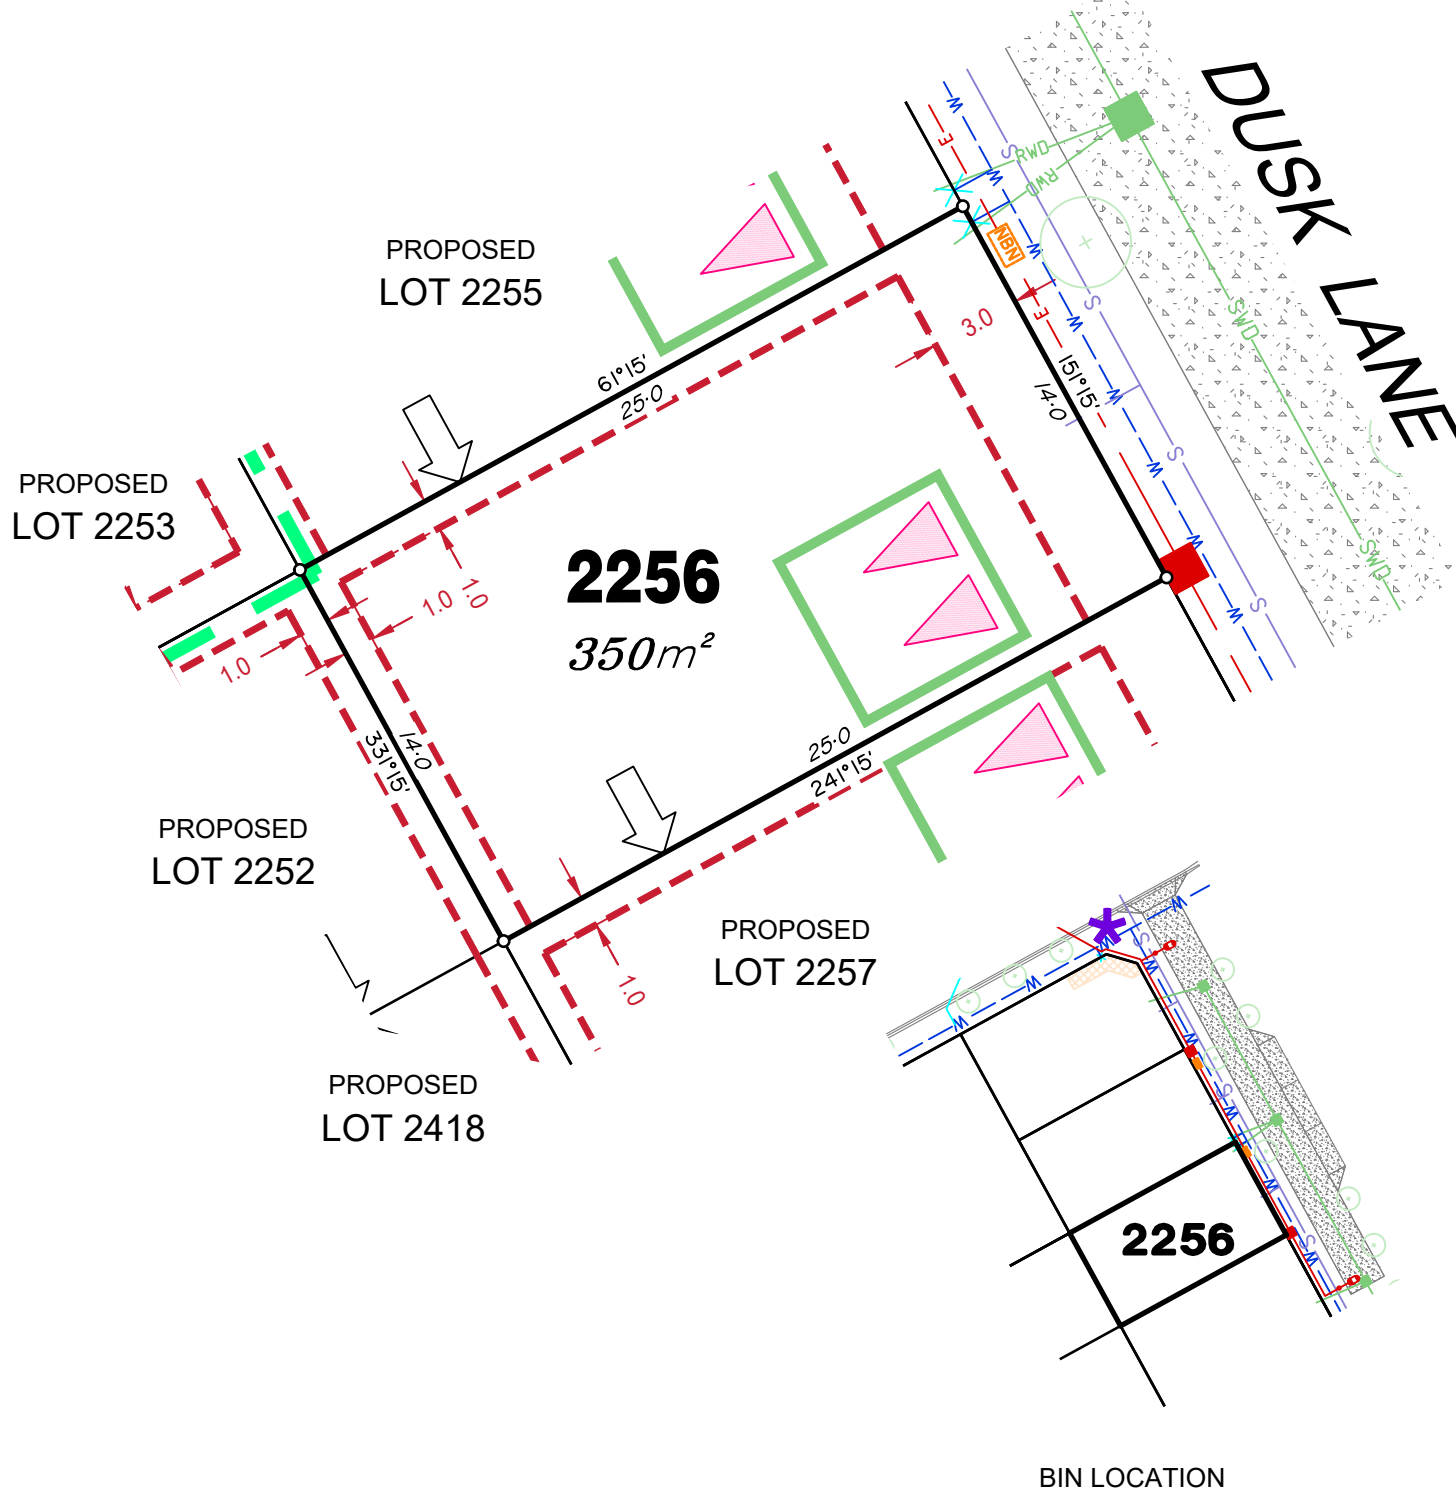 DUSK LANE
W
E
S
RWD
W
RWD
NBN
W
PROPOSED
LOT 2255
S
E
W
SWD
3.0
61°15'
25·0
151°15'
14·0
W
S
W
PROPOSED
LOT 2253
W
SWD
2256
350m²
1.0
1.0
1.0
S
W
14·0
331°15'
25·0
241°15'
PROPOSED
LOT 2252
PROPOSED
LOT 2257
1.0
PROPOSED
LOT 2418
W
S
W
W
W
W
W
S
W
2256
W
S
W
BIN LOCATION